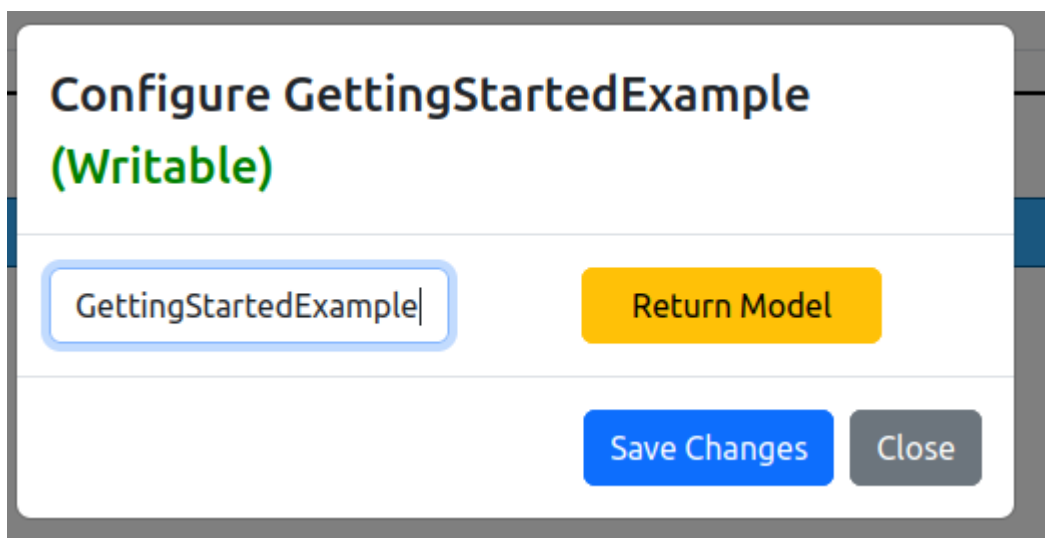 Configure GettingStartedExample
(Writable)
GettingStartedExample
Return Model
Save Changes
Close